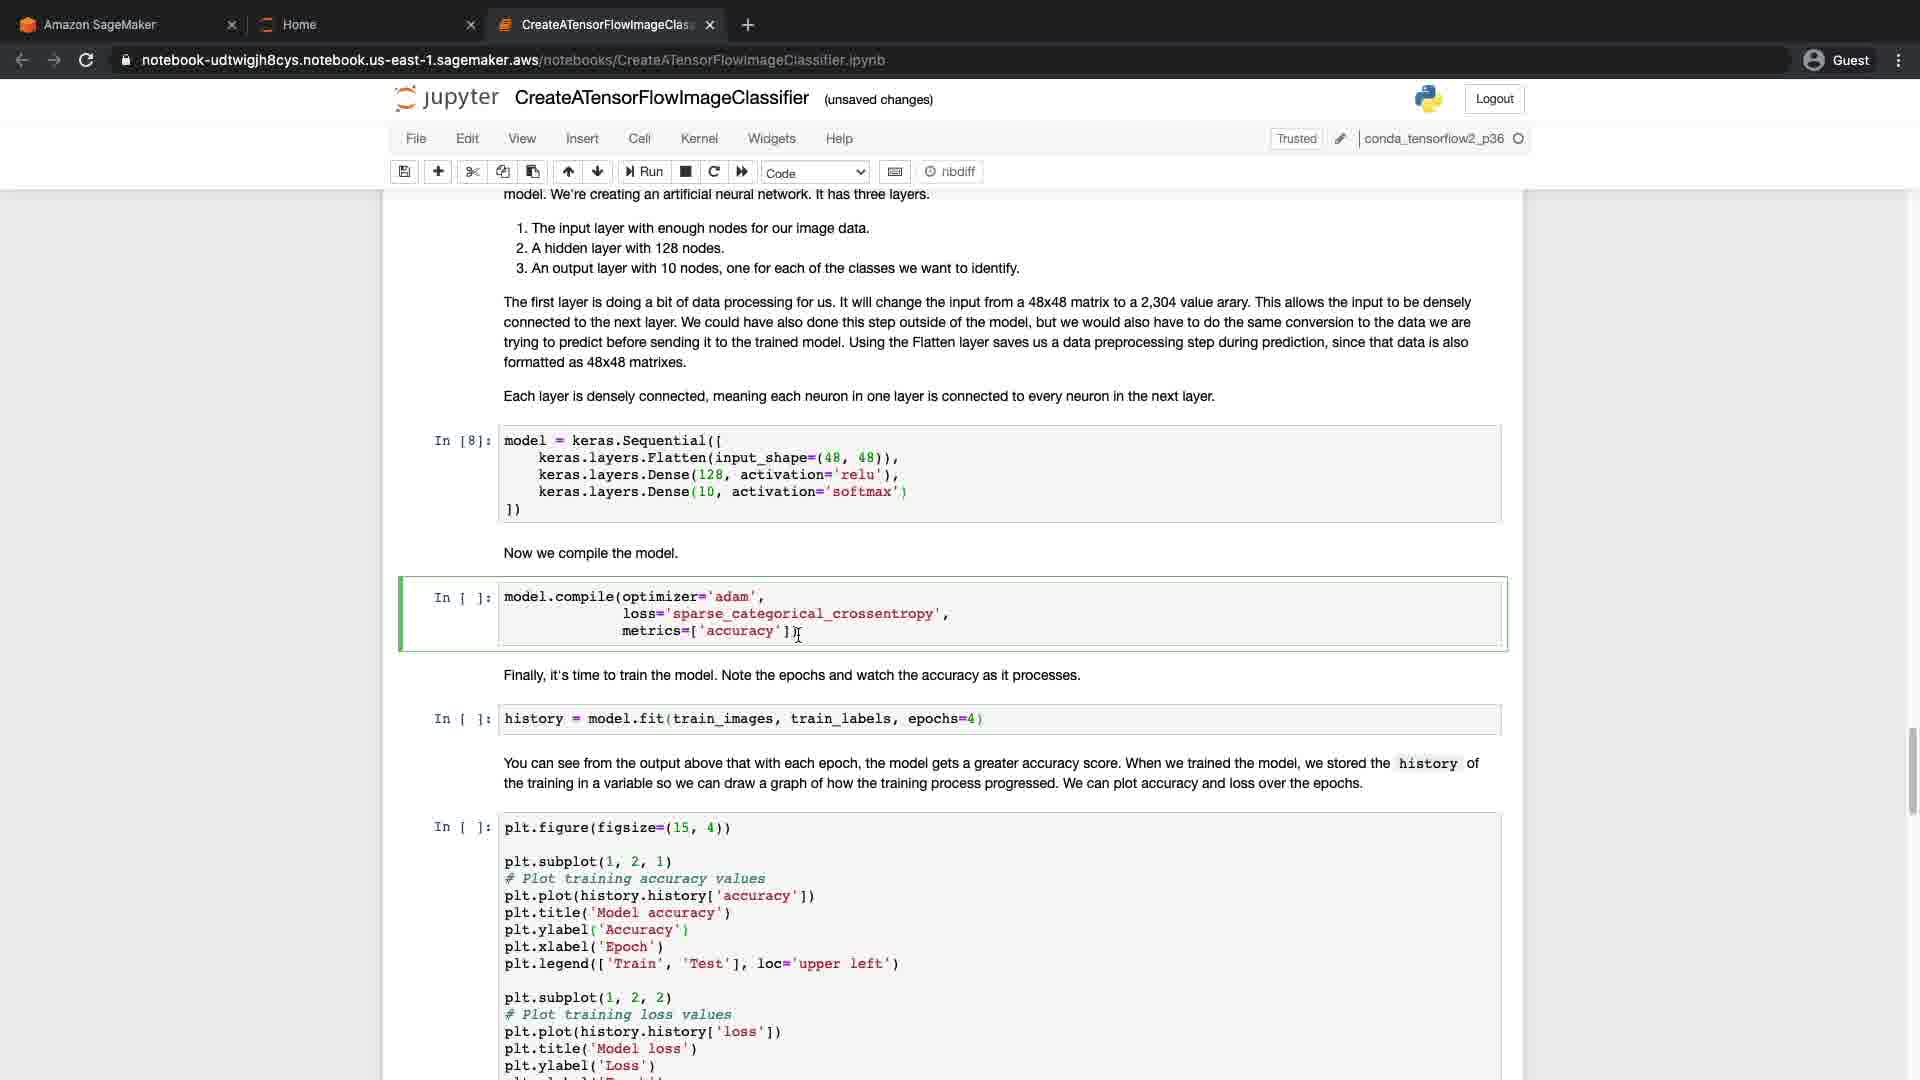 Amazon SageMaker
Home
CreateATensorFlowImageClas
notebook-udtwigjh8cys.notebook.us-east-1.sagemaker.aws/notebooks/CreateATensorFlowImageClassifier.ipynb
Guest
jupyter CreateATensorFlowImageClassifier (unsaved changes)
Logout
File Edit View Insert Cell Kernel Widgets Help
Trusted conda_tensorflow2_p36
Run Code nbdiff
model. We're creating an artificial neural network. It has three layers.
1. The input layer with enough nodes for our image data.
2. A hidden layer with 128 nodes.
3. An output layer with 10 nodes, one for each of the classes we want to identify.
The first layer is doing a bit of data processing for us. It will change the input from a 48x48 matrix to a 2,304 value arary. This allows the input to be densely
connected to the next layer. We could have also done this step outside of the model, but we would also have to do the same conversion to the data we are
trying to predict before sending it to the trained model. Using the Flatten layer saves us a data preprocessing step during prediction, since that data is also
formatted as 48x48 matrixes.
Each layer is densely connected, meaning each neuron in one layer is connected to every neuron in the next layer.
In [8]: model = keras.Sequential([
keras.layers.Flatten(input_shape=(48, 48)),
keras.layers.Dense(128, activation='relu'),
keras.layers.Dense(10, activation='softmax')
])
Now we compile the model.
In [ ]: model.compile(optimizer='adam',
loss='sparse_categorical_crossentropy',
metrics=['accuracy'])
Finally, it's time to train the model. Note the epochs and watch the accuracy as it processes.
In [ ]: history = model.fit(train_images, train_labels, epochs=4)
You can see from the output above that with each epoch, the model gets a greater accuracy score. When we trained the model, we stored the history of
the training in a variable so we can draw a graph of how the training process progressed. We can plot accuracy and loss over the epochs.
In [ ]: plt.figure(figsize=(15, 4))
plt.subplot(1, 2, 1)
# Plot training accuracy values
plt.plot(history.history['accuracy'])
plt.title('Model accuracy')
plt.ylabel('Accuracy')
plt.xlabel('Epoch')
plt.legend(['Train', 'Test'], loc='upper left')
plt.subplot(1, 2, 2)
# Plot training loss values
plt.plot(history.history['loss'])
plt.title('Model loss')
plt.ylabel('Loss')